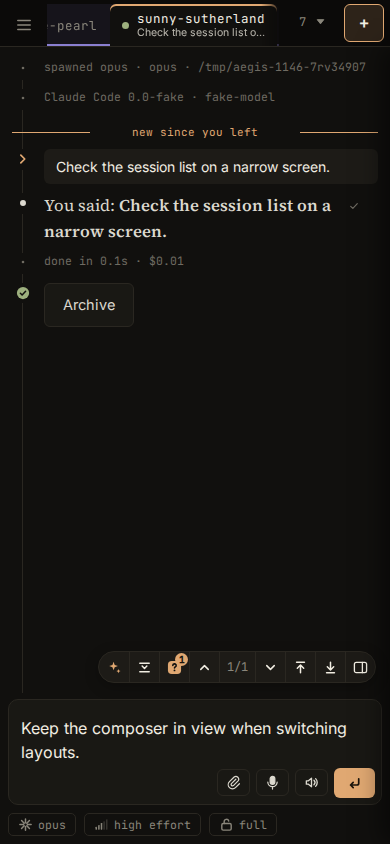 -pearl
sunny-sutherland
Check the session list o...
7
+
spawned opus · opus · /tmp/aegis-1146-7rv34907
Claude Code 0.0-fake · fake-model
new since you left
Check the session list on a narrow screen.
You said: Check the session list on a
narrow screen.
done in 0.1s · $0.01
Archive
?
1
1/1
Keep the composer in view when switching
layouts.
opus
high effort
full